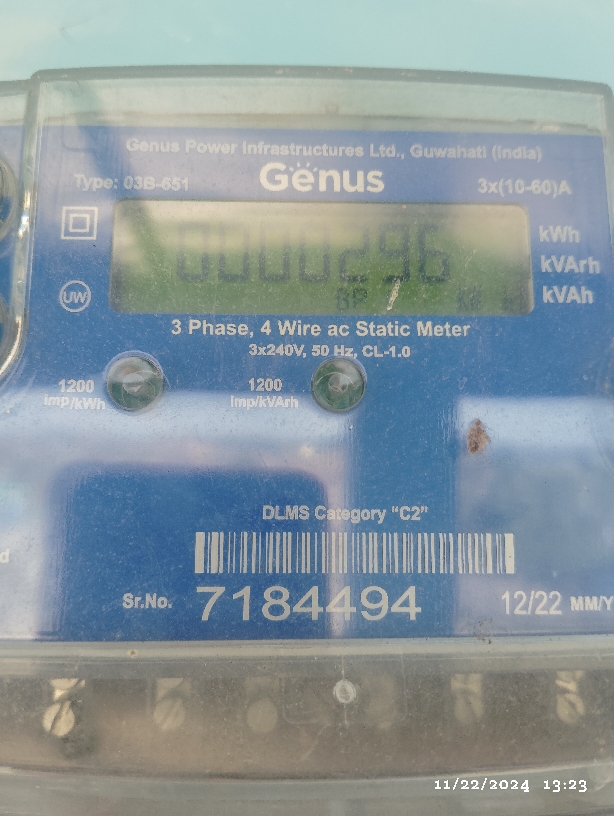 Genus Power Infrastructures Ltd., Guwahati (India)
Type: 03B-651
Genus
3x(10-60)A
0000296
kWh
kVArh
kVAh
UW
3 Phase, 4 Wire ac Static Meter
3x240V, 50 Hz, CL-1.0
1200
imp/kWh
1200
imp/kVArh
DLMS Category "C2"
Sr.No. 7184494 12/22 MM/Y
11/22/2024 13:23